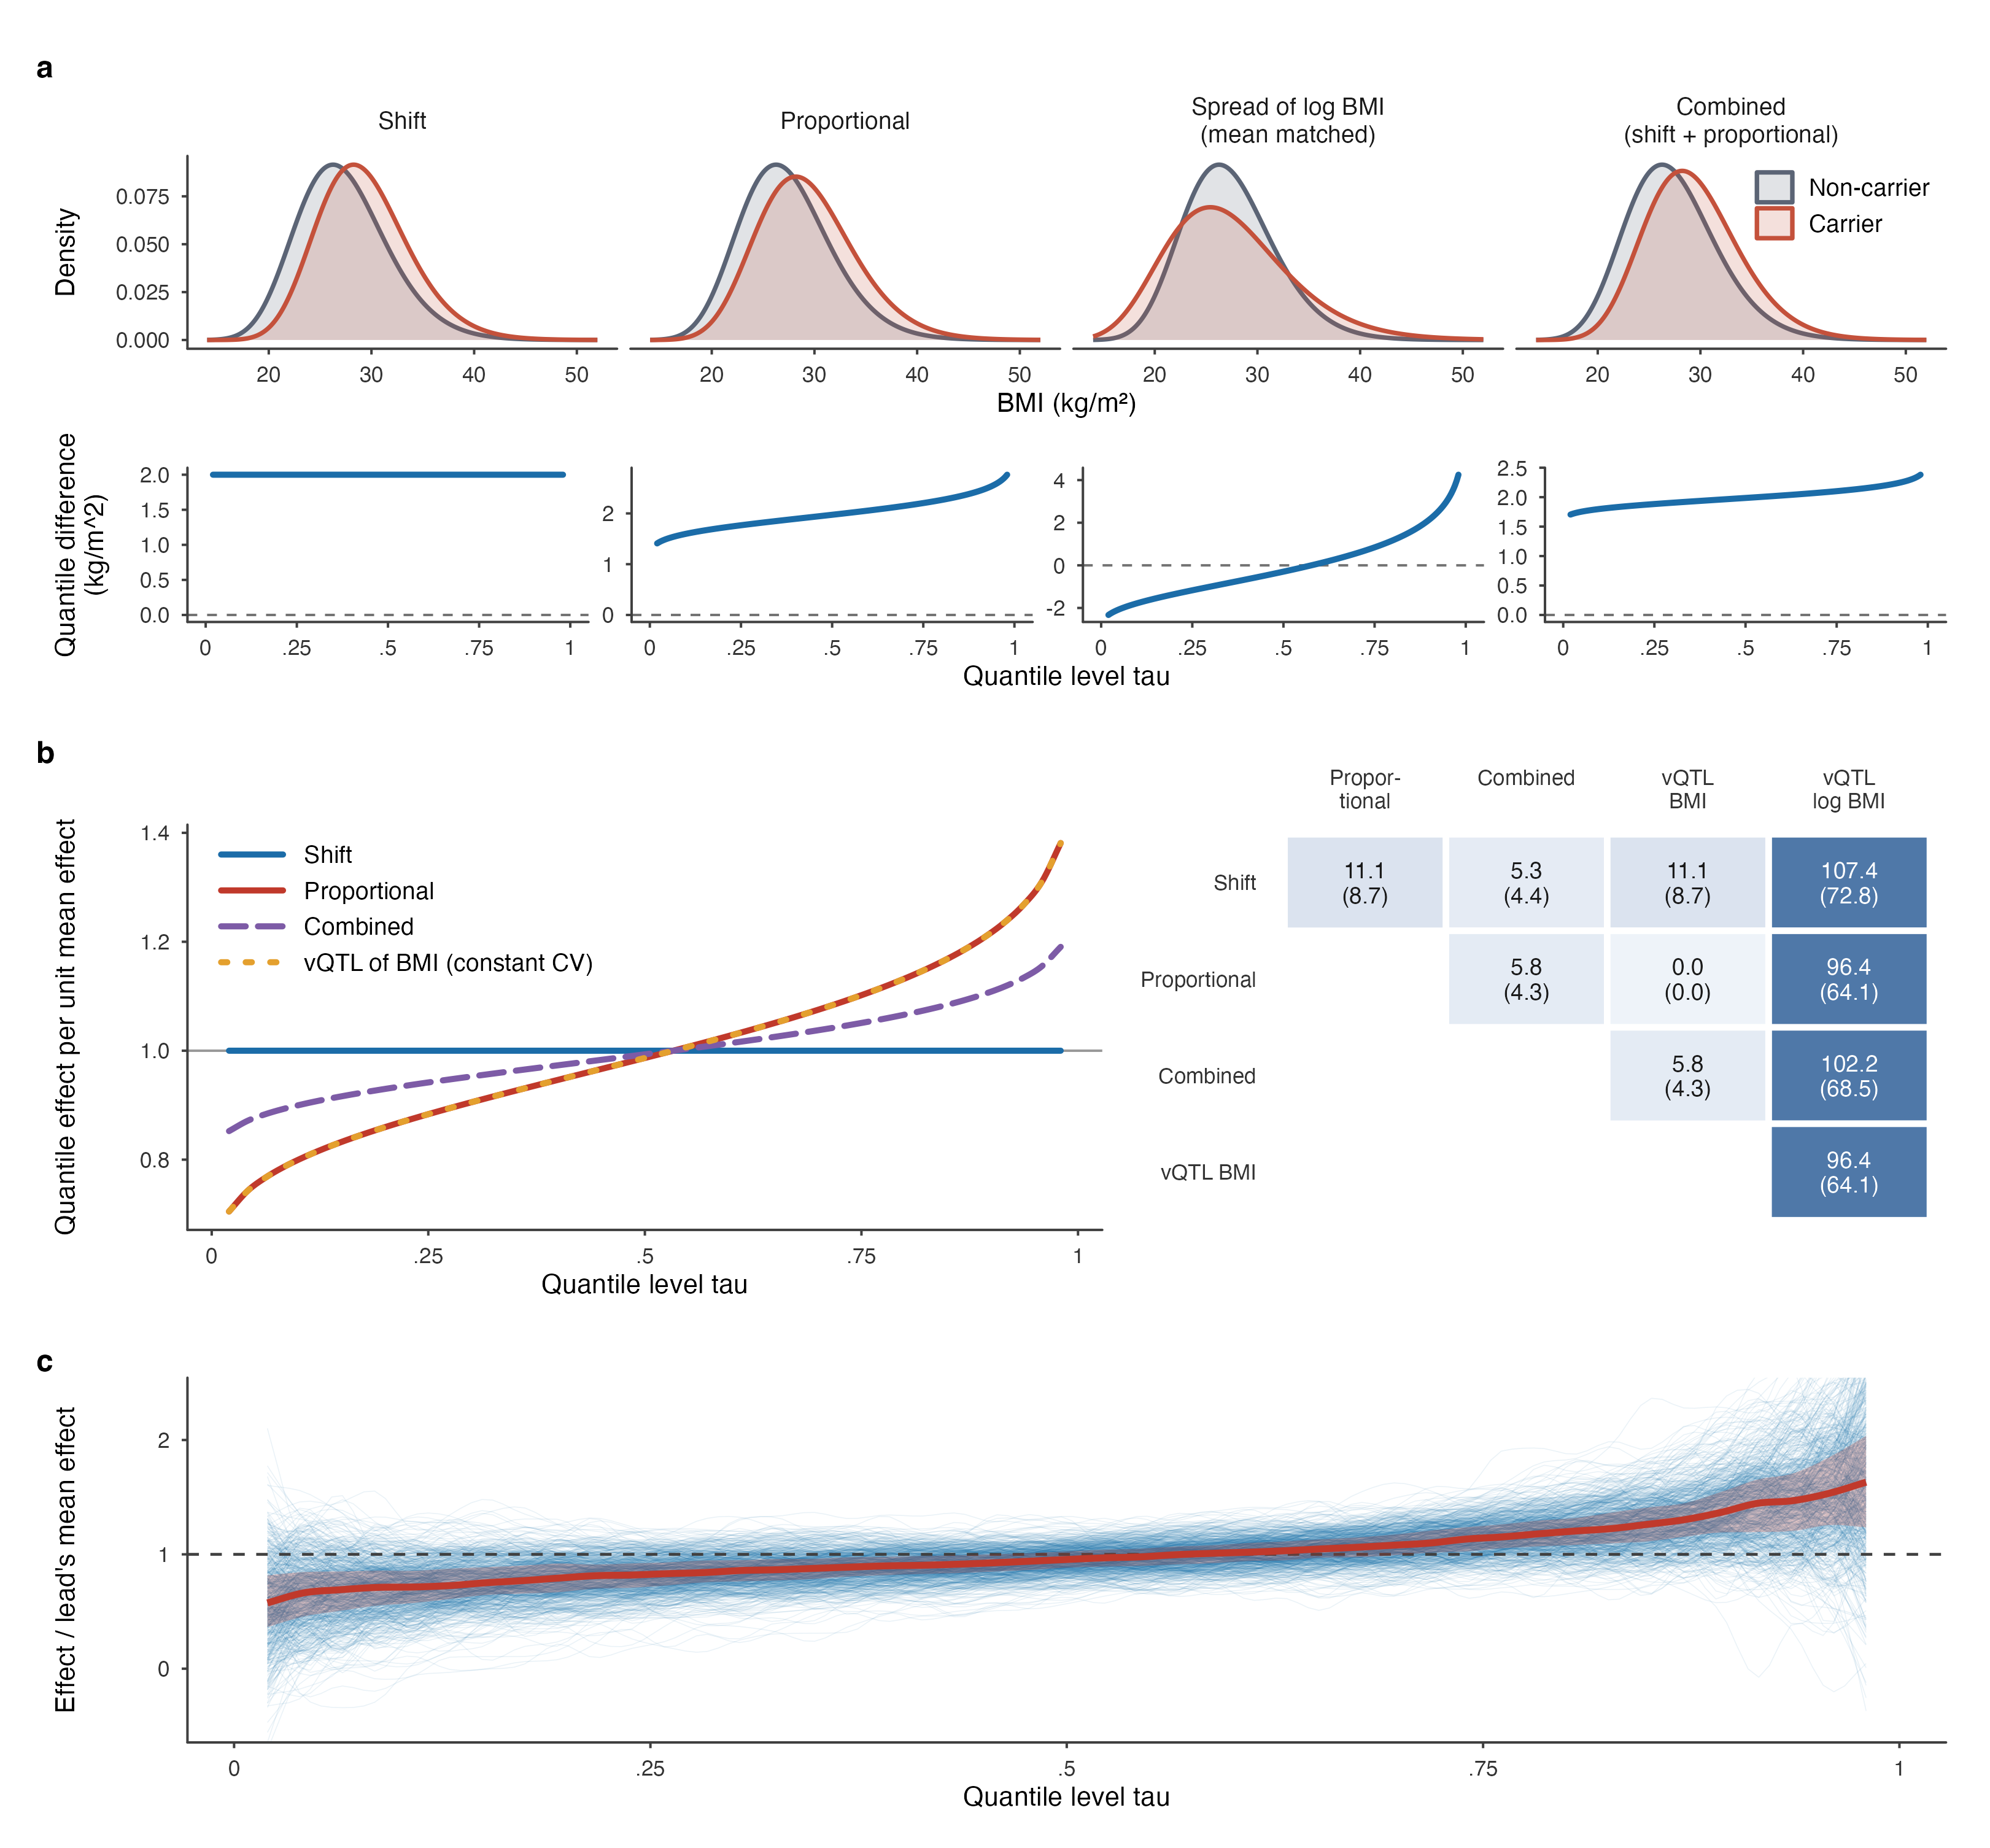 a
Shift
Proportional
Spread of log BMI
(mean matched)
Combined
(shift + proportional)
Non-carrier
Carrier
Density
0.075
0.050
0.025
0.000
20 30 40 50
20 30 40 50
20 30 40 50
20 30 40 50
BMI (kg/m²)
Quantile difference
(kg/m^2)
2.0
1.5
1.0
0.5
0.0
2
1
0
4
2
0
-2
2.5
2.0
1.5
1.0
0.5
0.0
0 .25 .5 .75 1
0 .25 .5 .75 1
0 .25 .5 .75 1
0 .25 .5 .75 1
Quantile level tau
b
Quantile effect per unit mean effect
1.4
1.2
1.0
0.8
Shift
Proportional
Combined
vQTL of BMI (constant CV)
0 .25 .5 .75 1
Quantile level tau
Propor-
tional
Combined
vQTL
BMI
vQTL
log BMI
Shift
11.1
(8.7)
5.3
(4.4)
11.1
(8.7)
107.4
(72.8)
Proportional
5.8
(4.3)
0.0
(0.0)
96.4
(64.1)
Combined
5.8
(4.3)
102.2
(68.5)
vQTL BMI
96.4
(64.1)
c
Effect / lead's mean effect
2
1
0
0 .25 .5 .75 1
Quantile level tau